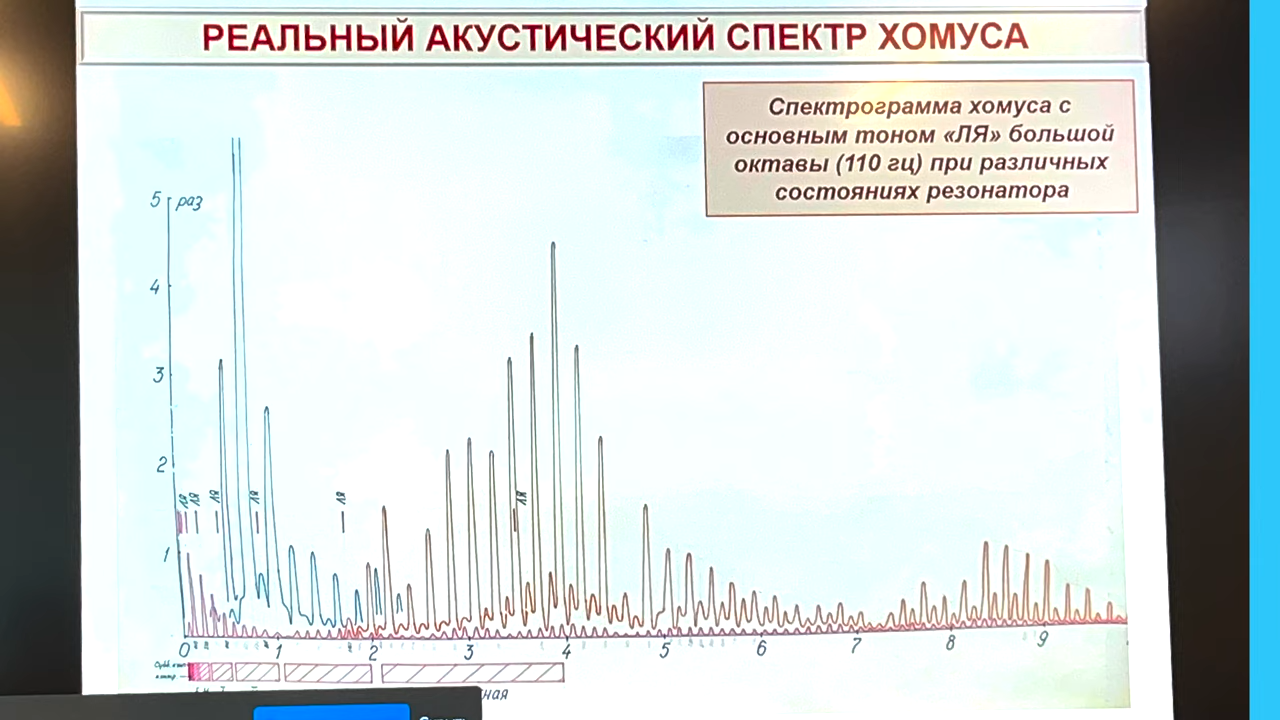 РЕАЛЬНЫЙ АКУСТИЧЕСКИЙ СПЕКТР ХОМУСА
Спектрограмма хомуса с
основным тоном «ЛЯ» большой
октавы (110 гц) при различных
состояниях резонатора
5 раз
4
3
2
ЛЯ ЛЯ ЛЯ ЛЯ ЛЯ ЛЯ
1
0 1 2 3 4 5 6 7 8 9
ная